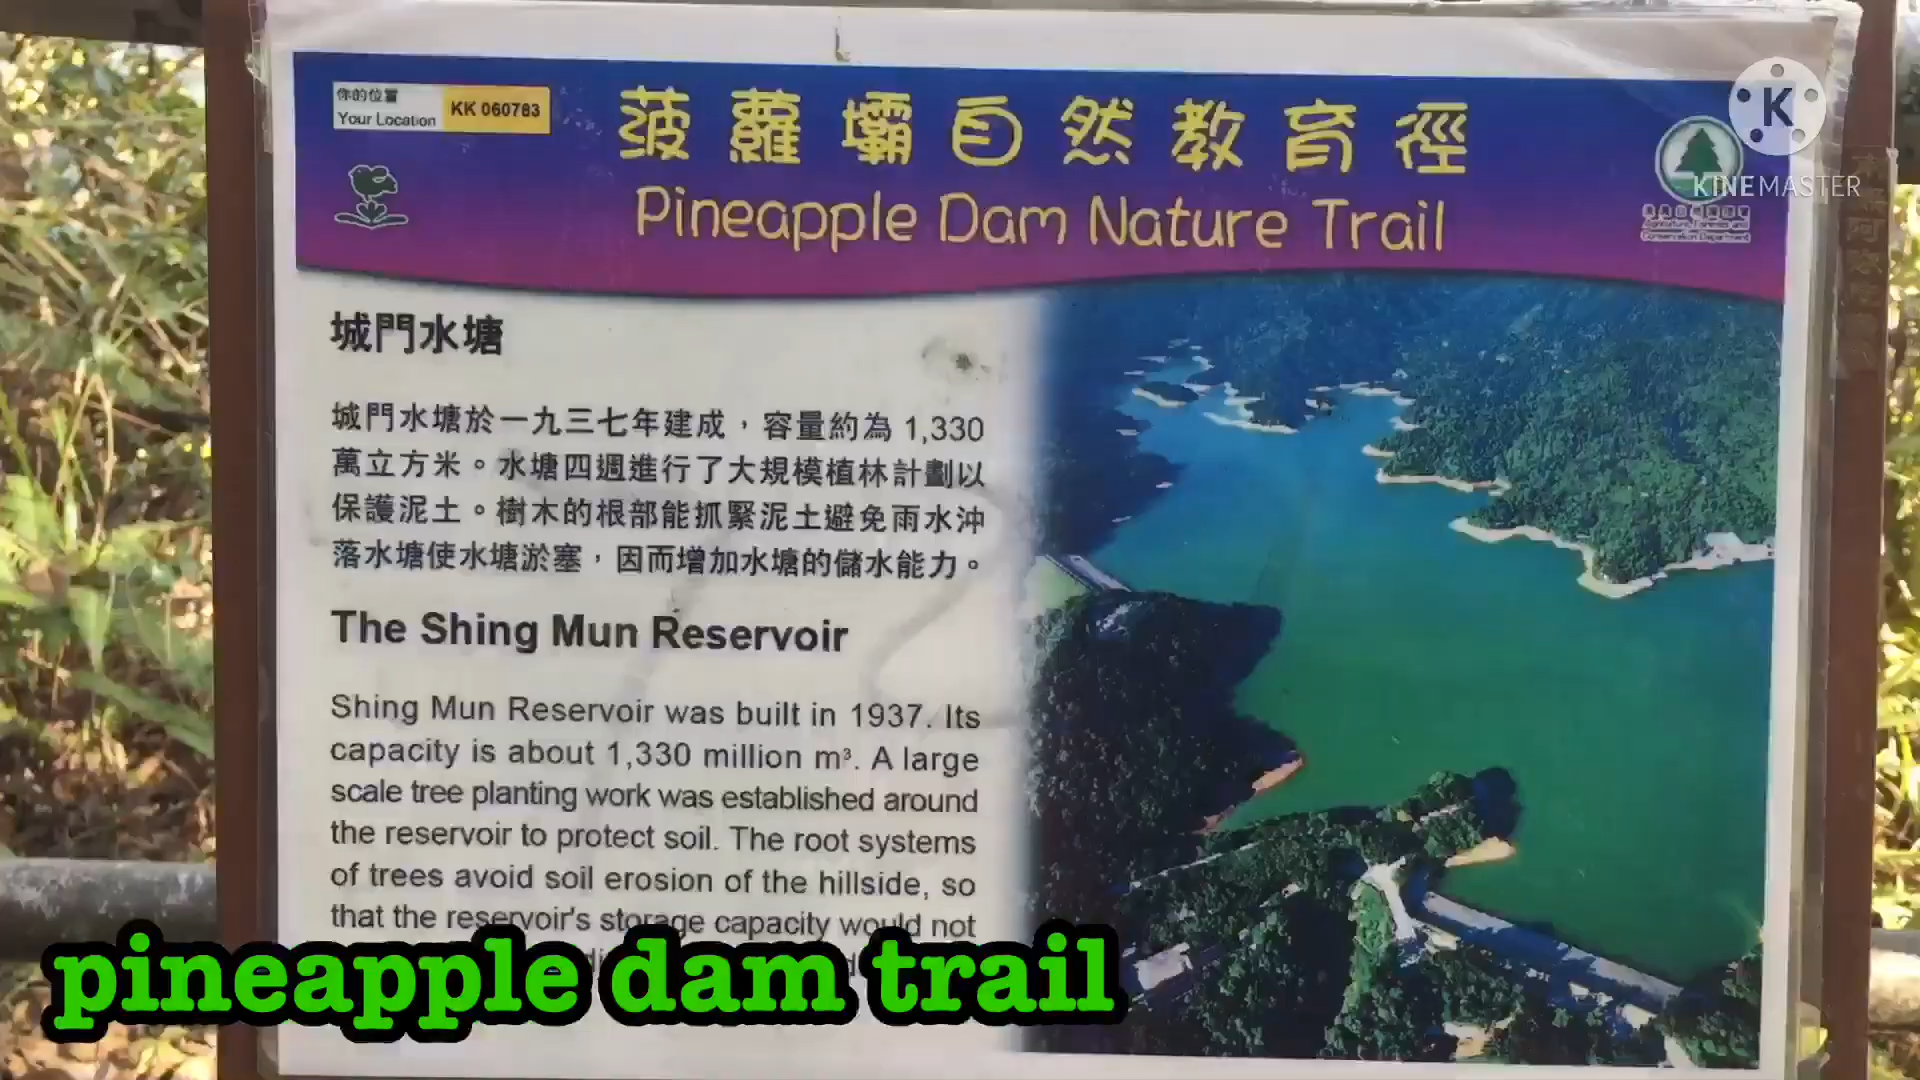 你的位置
Your Location
KK 060783
菠蘿壩自然教育徑
Pineapple Dam Nature Trail
KINEMASTER
Agriculture, Fisheries and
Conservation Department
城門水塘
城門水塘於一九三七年建成，容量約為 1,330
萬立方米。水塘四週進行了大規模植林計劃以
保護泥土。樹木的根部能抓緊泥土避免雨水沖
落水塘使水塘淤塞，因而增加水塘的儲水能力。
The Shing Mun Reservoir
Shing Mun Reservoir was built in 1937. Its
capacity is about 1,330 million m³. A large
scale tree planting work was established around
the reservoir to protect soil. The root systems
of trees avoid soil erosion of the hillside, so
that the reservoir's storage capacity would not
pineapple dam trail